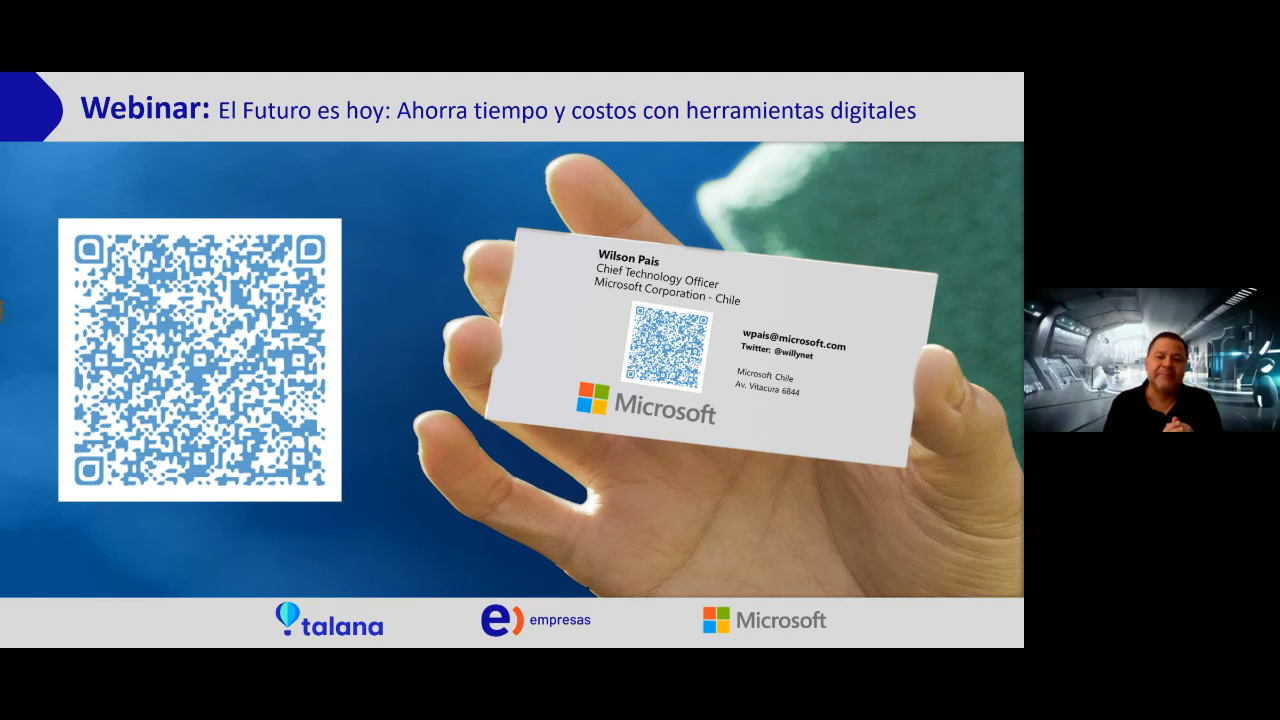 Webinar: El Futuro es hoy: Ahorra tiempo y costos con herramientas digitales
Wilson Pais
Chief Technology Officer
Microsoft Corporation - Chile
wpais@microsoft.com
Twitter: @willynet
Microsoft Chile
Av. Vitacura 6844
Microsoft
talana
e) empresas
Microsoft